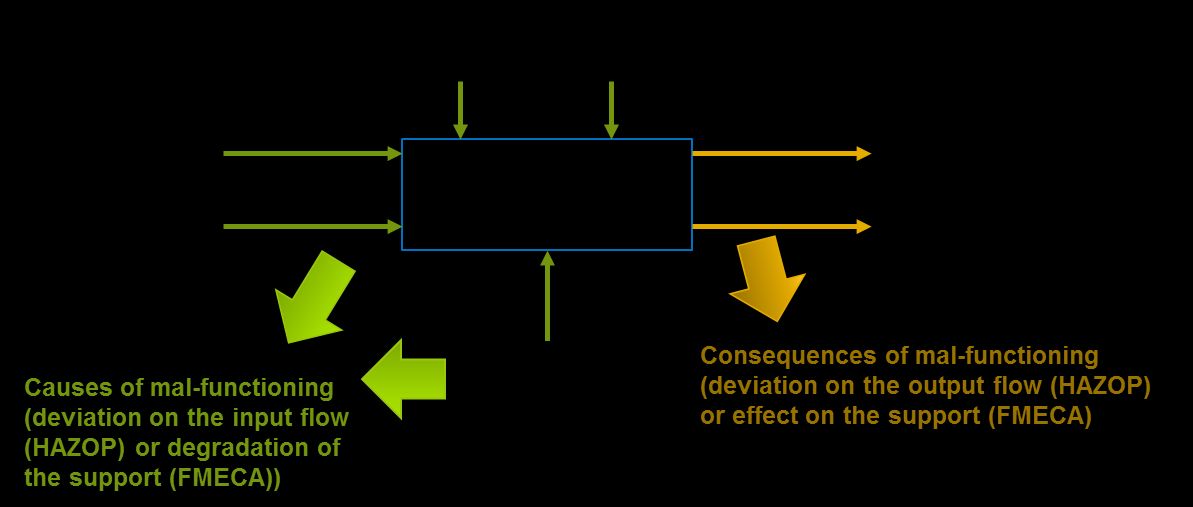 Consequences of mal-functioning
(deviation on the output flow (HAZOP)
or effect on the support (FMECA)
Causes of mal-functioning
(deviation on the input flow
(HAZOP) or degradation of
the support (FMECA))